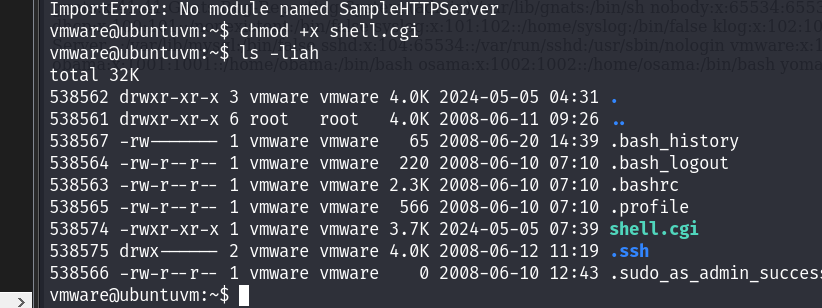 ImportError: No module named SampleHTTPServer
vmware@ubuntuvm:~$ chmod +x shell.cgi
vmware@ubuntuvm:~$ ls -liah
total 32K
538562 drwxr-xr-x 3 vmware vmware 4.0K 2024-05-05 04:31 .
538561 drwxr-xr-x 6 root   root   4.0K 2008-06-11 09:26 ..
538567 -rw------- 1 vmware vmware   65 2008-06-20 14:39 .bash_history
538564 -rw-r--r-- 1 vmware vmware  220 2008-06-10 07:10 .bash_logout
538563 -rw-r--r-- 1 vmware vmware 2.3K 2008-06-10 07:10 .bashrc
538565 -rw-r--r-- 1 vmware vmware  566 2008-06-10 07:10 .profile
538574 -rwxr-xr-x 1 vmware vmware 3.7K 2024-05-05 07:39 shell.cgi
538575 drwx------ 2 vmware vmware 4.0K 2008-06-12 11:19 .ssh
538566 -rw-r--r-- 1 vmware vmware    0 2008-06-10 12:43 .sudo_as_admin_success
vmware@ubuntuvm:~$